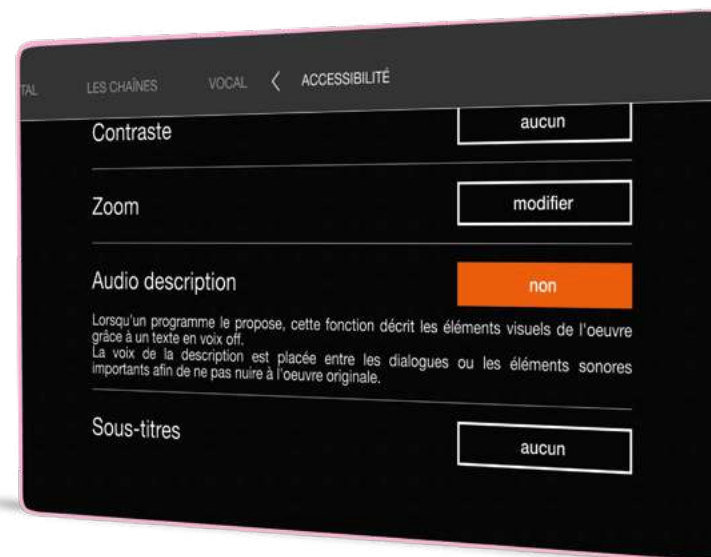 TAL LES CHAÎNES VOCAL < ACCESSIBILITÉ
Contraste aucun
Zoom modifier
Audio description non
Lorsqu'un programme le propose, cette fonction décrit les éléments visuels de l'oeuvre
grâce à un texte en voix off.
La voix de la description est placée entre les dialogues ou les éléments sonores
importants afin de ne pas nuire à l'oeuvre originale.
Sous-titres aucun